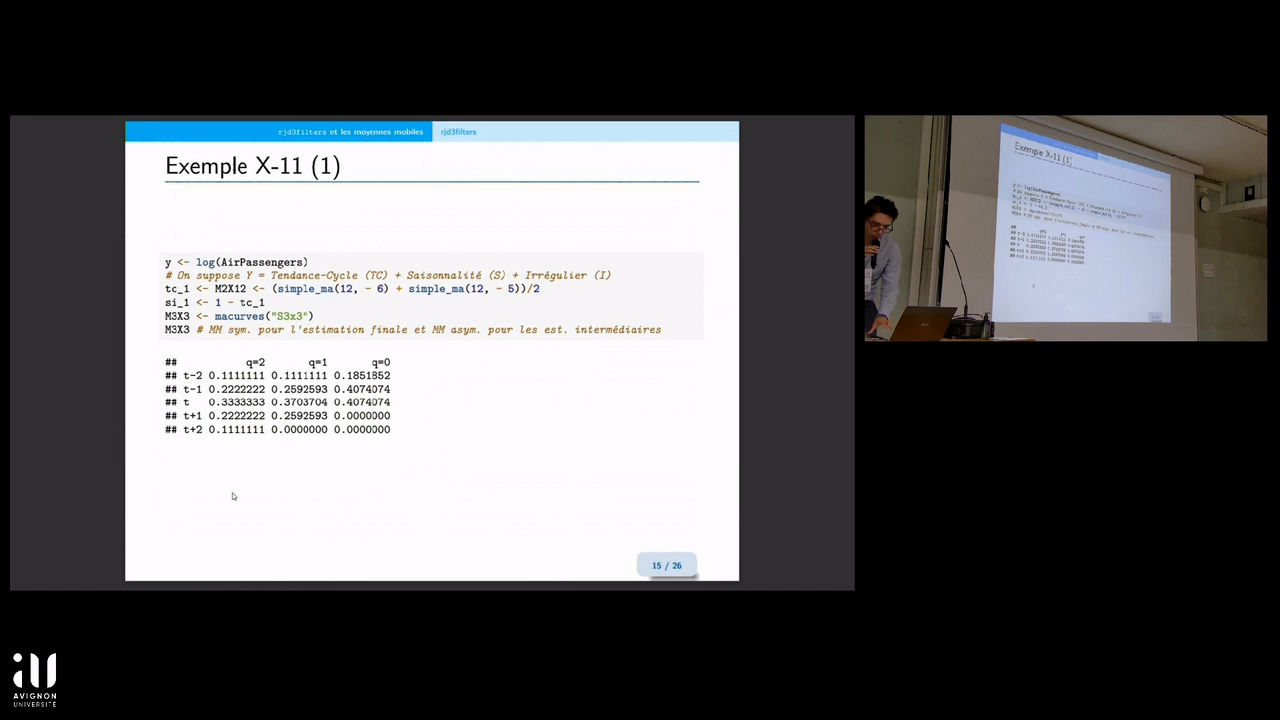 rjd3filters et les moyennes mobiles
rjd3filters
Exemple X-11 (1)
y <- log(AirPassengers)
# On suppose Y = Tendance-Cycle (TC) + Saisonnalité (S) + Irrégulier (I)
tc_1 <- M2X12 <- (simple_ma(12, - 6) + simple_ma(12, - 5))/2
si_1 <- 1 - tc_1
M3X3 <- macurves("S3x3")
M3X3 # MM sym. pour l'estimation finale et MM asym. pour les est. intermédiaires
## q=2 q=1 q=0
## t-2 0.1111111 0.1111111 0.1851852
## t-1 0.2222222 0.2592593 0.4074074
## t 0.3333333 0.3703704 0.4074074
## t+1 0.2222222 0.2592593 0.0000000
## t+2 0.1111111 0.0000000 0.0000000
15 / 26
Exemple X-11 (1)
AVIGNON
UNIVERSITÉ